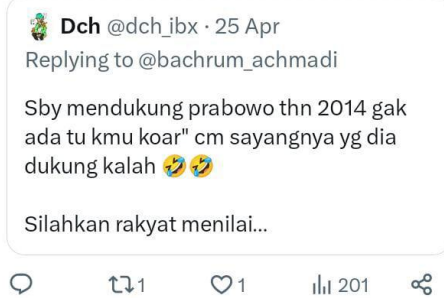 Dch @dch_ibx · 25 Apr
Replying to @bachrum_achmadi
Sby mendukung prabowo thn 2014 gak
ada tu kmu koar" cm sayangnya yg dia
dukung kalah 🤣🤣
Silahkan rakyat menilai...
1 1 201